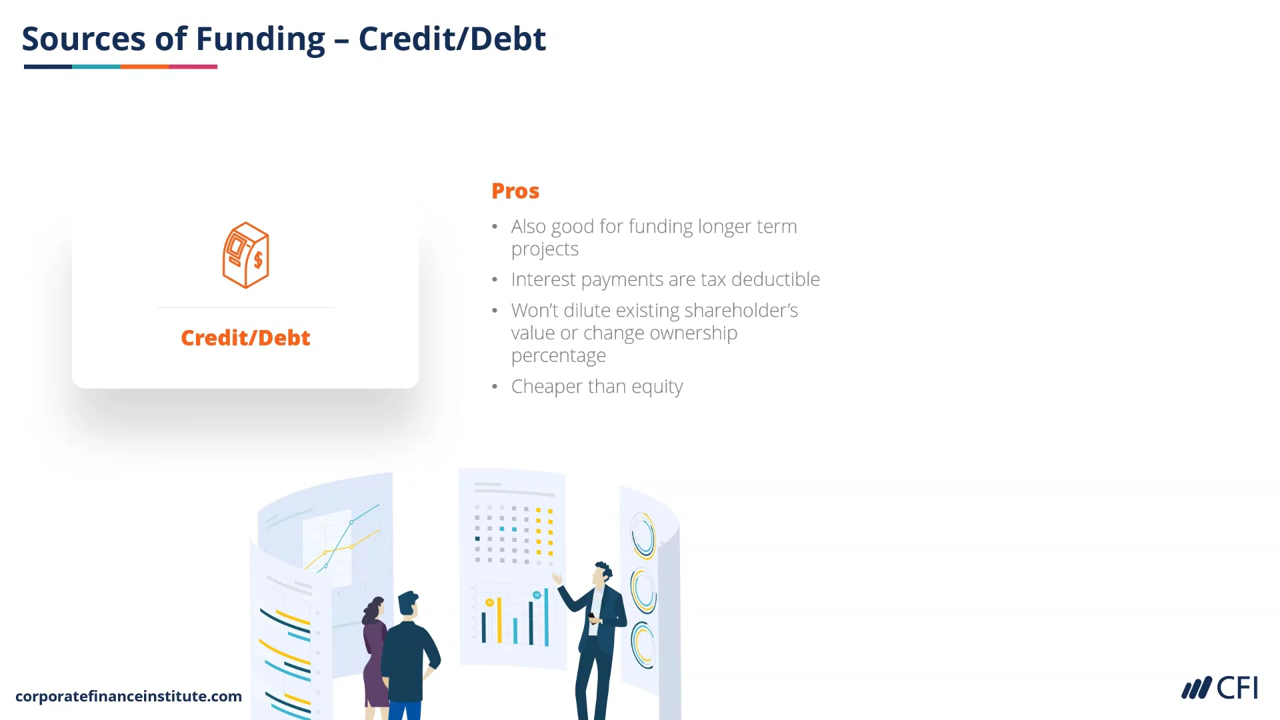 Sources of Funding – Credit/Debt
$
Credit/Debt
Pros
• Also good for funding longer term
projects
• Interest payments are tax deductible
• Won’t dilute existing shareholder’s
value or change ownership
percentage
• Cheaper than equity
corporatefinanceinstitute.com
CFI